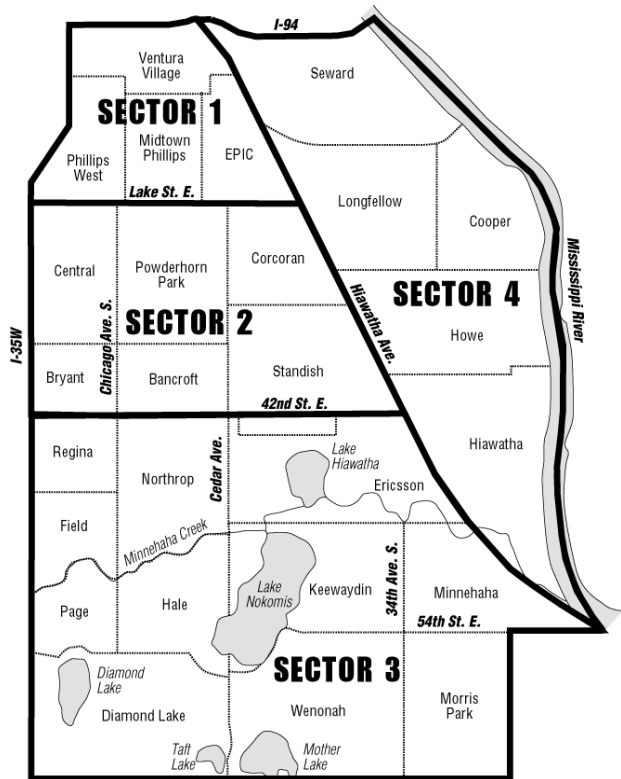 I-94
Ventura
Village
Seward
SECTOR 1
Midtown
Phillips
EPIC
Phillips
West
Lake St. E.
Longfellow
Cooper
Mississippi River
Central
Powderhorn
Park
Corcoran
Hiawatha Ave.
SECTOR 4
Howe
I-35W
Chicago Ave. S.
SECTOR 2
Bryant
Bancroft
Standish
42nd St. E.
Hiawatha
Regina
Northrop
Cedar Ave.
Lake
Hiawatha
Ericsson
Field
Minnehaha Creek
Page
Hale
Lake
Nokomis
Keewaydin
34th Ave. S.
Minnehaha
54th St. E.
SECTOR 3
Diamond
Lake
Diamond Lake
Wenonah
Morris
Park
Taft
Lake
Mother
Lake